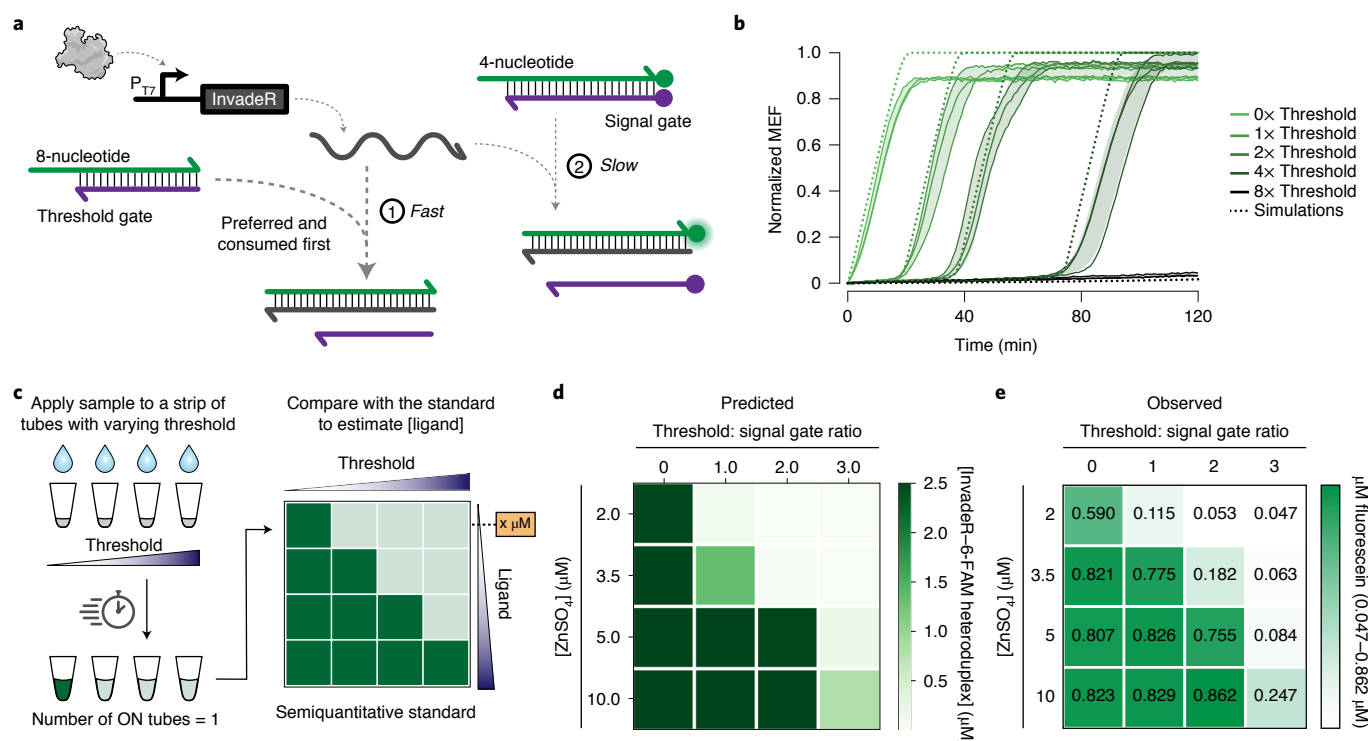 a
P T7
InvadeR
4-nucleotide
Signal gate
8-nucleotide
Threshold gate
Preferred and
consumed first
1 Fast
2 Slow
b
Normalized MEF
1.0
0.8
0.6
0.4
0.2
0
0 40 80 120
Time (min)
0× Threshold
1× Threshold
2× Threshold
4× Threshold
8× Threshold
Simulations
c
Apply sample to a strip of
tubes with varying threshold
Threshold
Number of ON tubes = 1
Compare with the standard
to estimate [ligand]
Threshold
x μM
Ligand
Semiquantitative standard
d
Predicted
Threshold: signal gate ratio
0 1.0 2.0 3.0
[ZnSO4] (μM)
2.0
3.5
5.0
10.0
2.5
2.0
1.5
1.0
0.5
[InvadeR–6-FAM heteroduplex] (μM
e
Observed
Threshold: signal gate ratio
0 1 2 3
[ZnSO4] (μM)
2 0.590 0.115 0.053 0.047
3.5 0.821 0.775 0.182 0.063
5 0.807 0.826 0.755 0.084
10 0.823 0.829 0.862 0.247
μM fluorescein (0.047–0.862 μM)